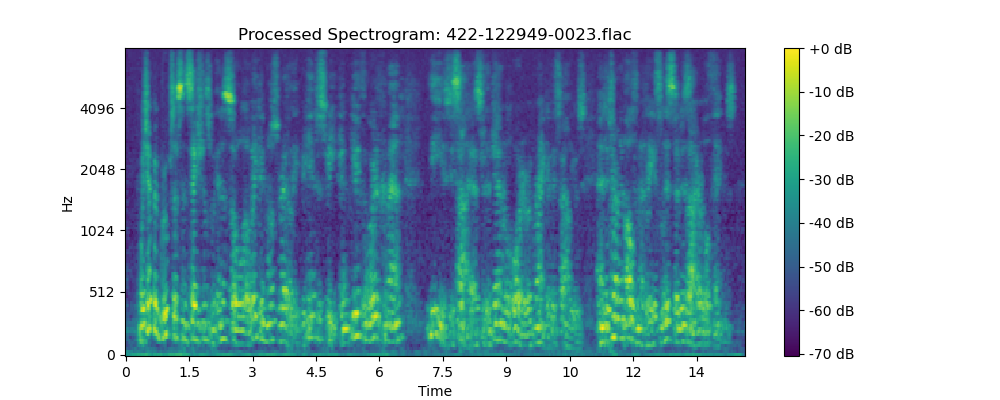 Processed Spectrogram: 422-122949-0023.flac
Hz
4096
2048
1024
512
0
0 1.5 3 4.5 6 7.5 9 10 12 14
Time
+0 dB
-10 dB
-20 dB
-30 dB
-40 dB
-50 dB
-60 dB
-70 dB